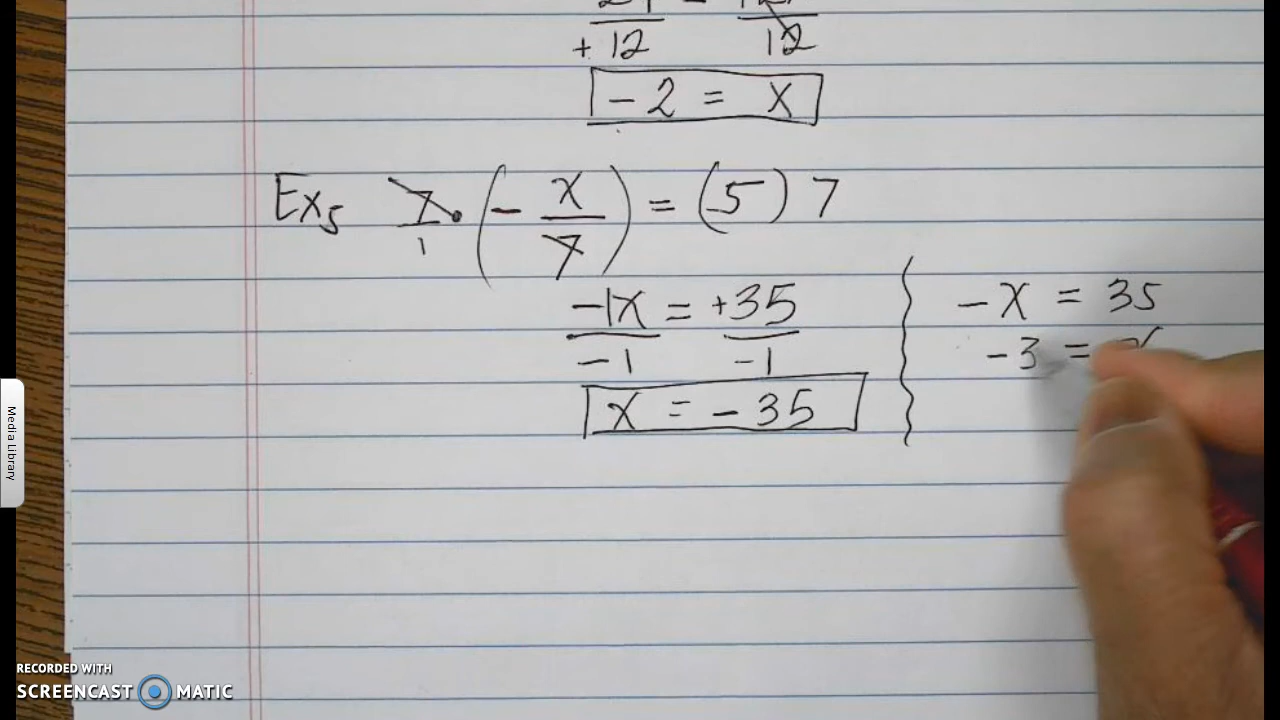 + 12 12
- 2 = X
Ex5 7/1 · (- x/7) = (5) 7
-1x = +35
-1 -1
x = - 35
- x = 35
- 3 =
Media Library
RECORDED WITH
SCREENCAST MATIC